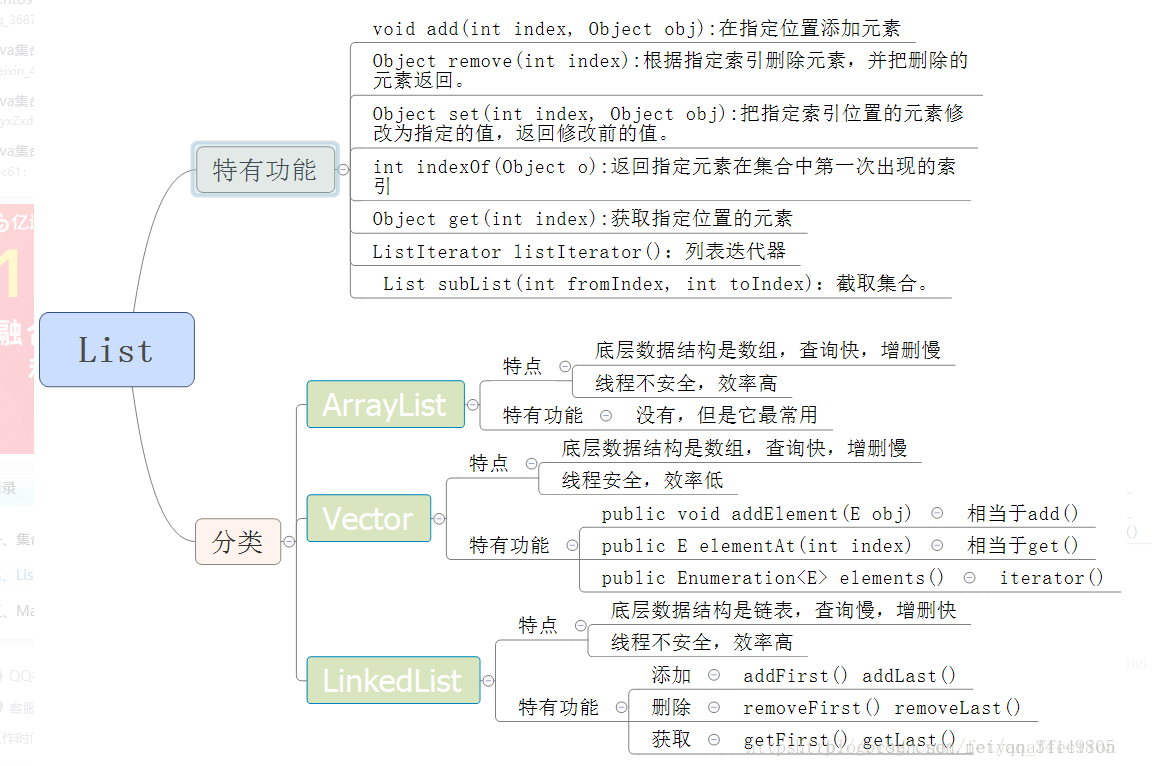 void add(int index, Object obj):在指定位置添加元素
Object remove(int index):根据指定索引删除元素，并把删除的
元素返回。
Object set(int index, Object obj):把指定索引位置的元素修
改为指定的值，返回修改前的值。
特有功能
int indexOf(Object o):返回指定元素在集合中第一次出现的索
引
Object get(int index):获取指定位置的元素
ListIterator listIterator()：列表迭代器
List subList(int fromIndex, int toIndex)：截取集合。
List
ArrayList
特点
底层数据结构是数组，查询快，增删慢
线程不安全，效率高
特有功能
没有，但是它最常用
分类
Vector
特点
底层数据结构是数组，查询快，增删慢
线程安全，效率低
特有功能
public void addElement(E obj) 相当于add()
public E elementAt(int index) 相当于get()
public Enumeration<E> elements() iterator()
LinkedList
特点
底层数据结构是链表，查询慢，增删快
线程不安全，效率高
特有功能
添加 addFirst() addLast()
删除 removeFirst() removeLast()
获取 getFirst() getLast()